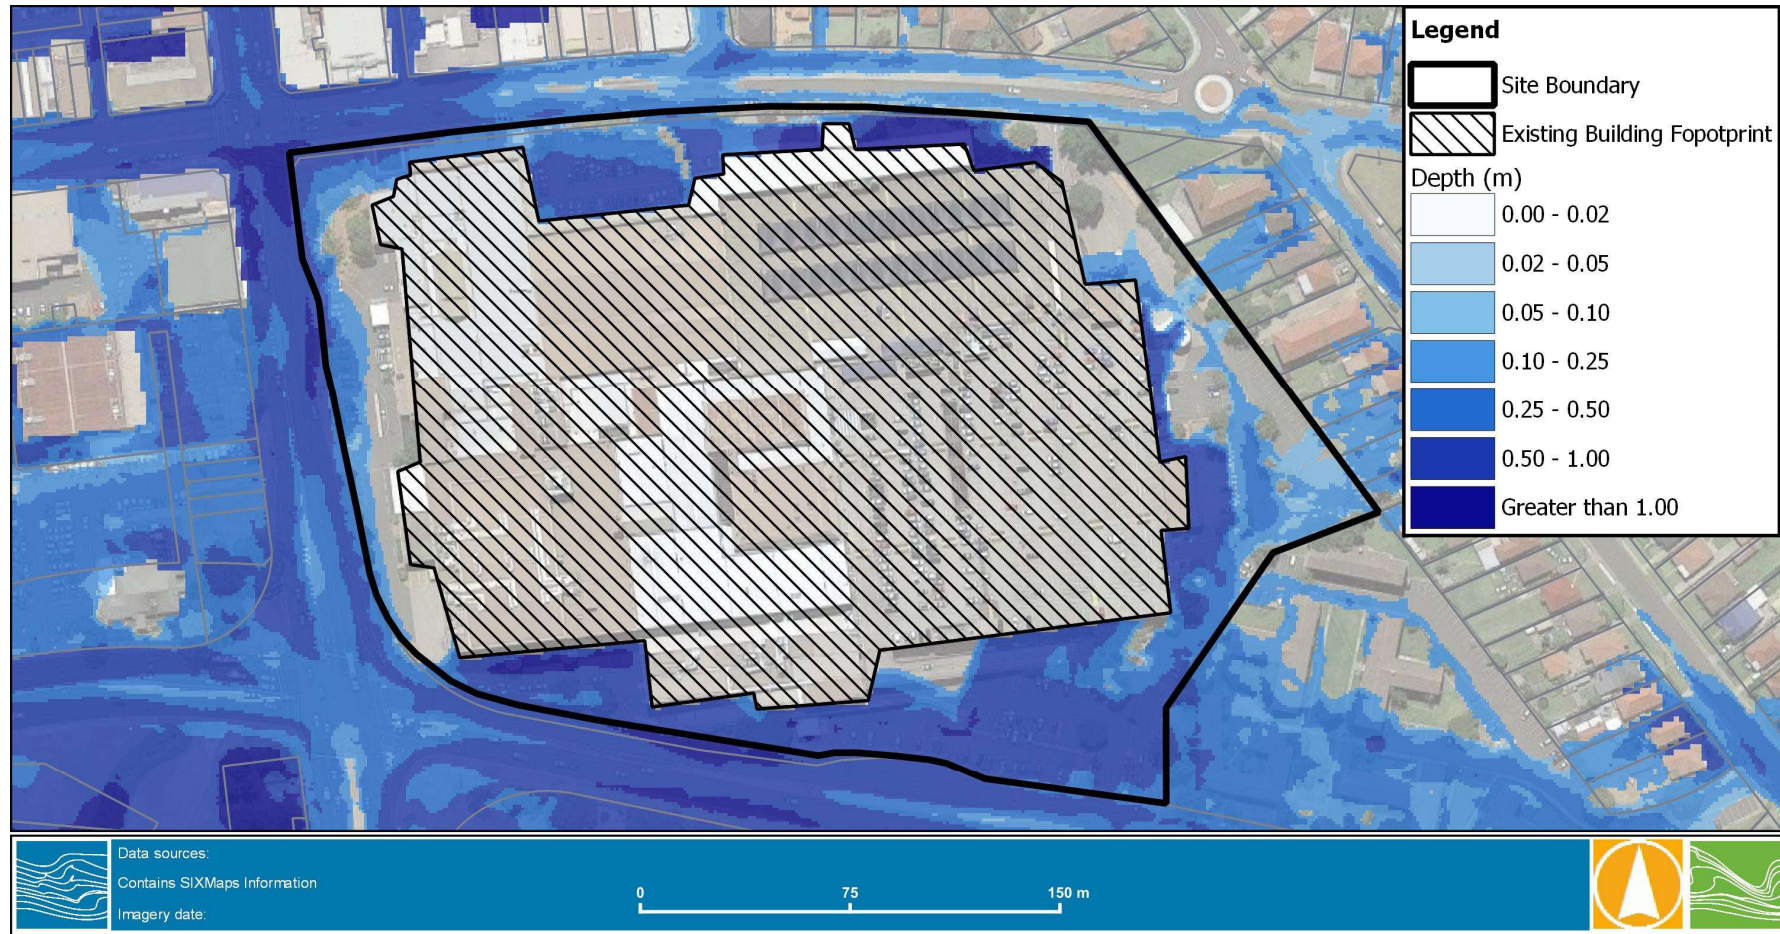 Legend
Site Boundary
Existing Building Fopotprint
Depth (m)
0.00 - 0.02
0.02 - 0.05
0.05 - 0.10
0.10 - 0.25
0.25 - 0.50
0.50 - 1.00
Greater than 1.00
Data sources:
Contains SIXMaps Information
Imagery date:
0 75 150 m